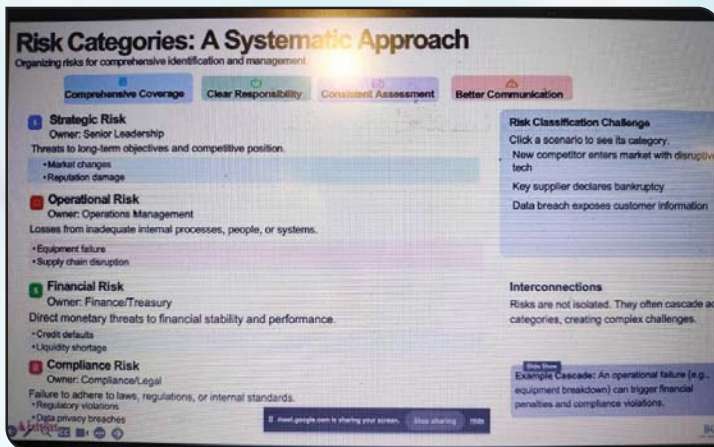 Risk Categories: A Systematic Approach
Organizing risks for comprehensive identification and management.
Comprehensive Coverage
Clear Responsibility
Consistent Assessment
Better Communication
Strategic Risk
Owner: Senior Leadership
Threats to long-term objectives and competitive position.
•Market changes
•Reputation damage
Operational Risk
Owner: Operations Management
Losses from inadequate internal processes, people, or systems.
•Equipment failure
•Supply chain disruption
Financial Risk
Owner: Finance/Treasury
Direct monetary threats to financial stability and performance.
•Credit defaults
•Liquidity shortage
Compliance Risk
Owner: Compliance/Legal
Failure to adhere to laws, regulations, or internal standards.
•Regulatory violations
•Data privacy breaches
Risk Classification Challenge
Click a scenario to see its category.
New competitor enters market with disruptive
tech
Key supplier declares bankruptcy
Data breach exposes customer information
Interconnections
Risks are not isolated. They often cascade
categories, creating complex challenges.
Slide Show
Example Cascade: An operational failure (e.g.,
equipment breakdown) can trigger financial
penalties and compliance violations.
meet.google.com is sharing your screen.
Stop sharing
Hide